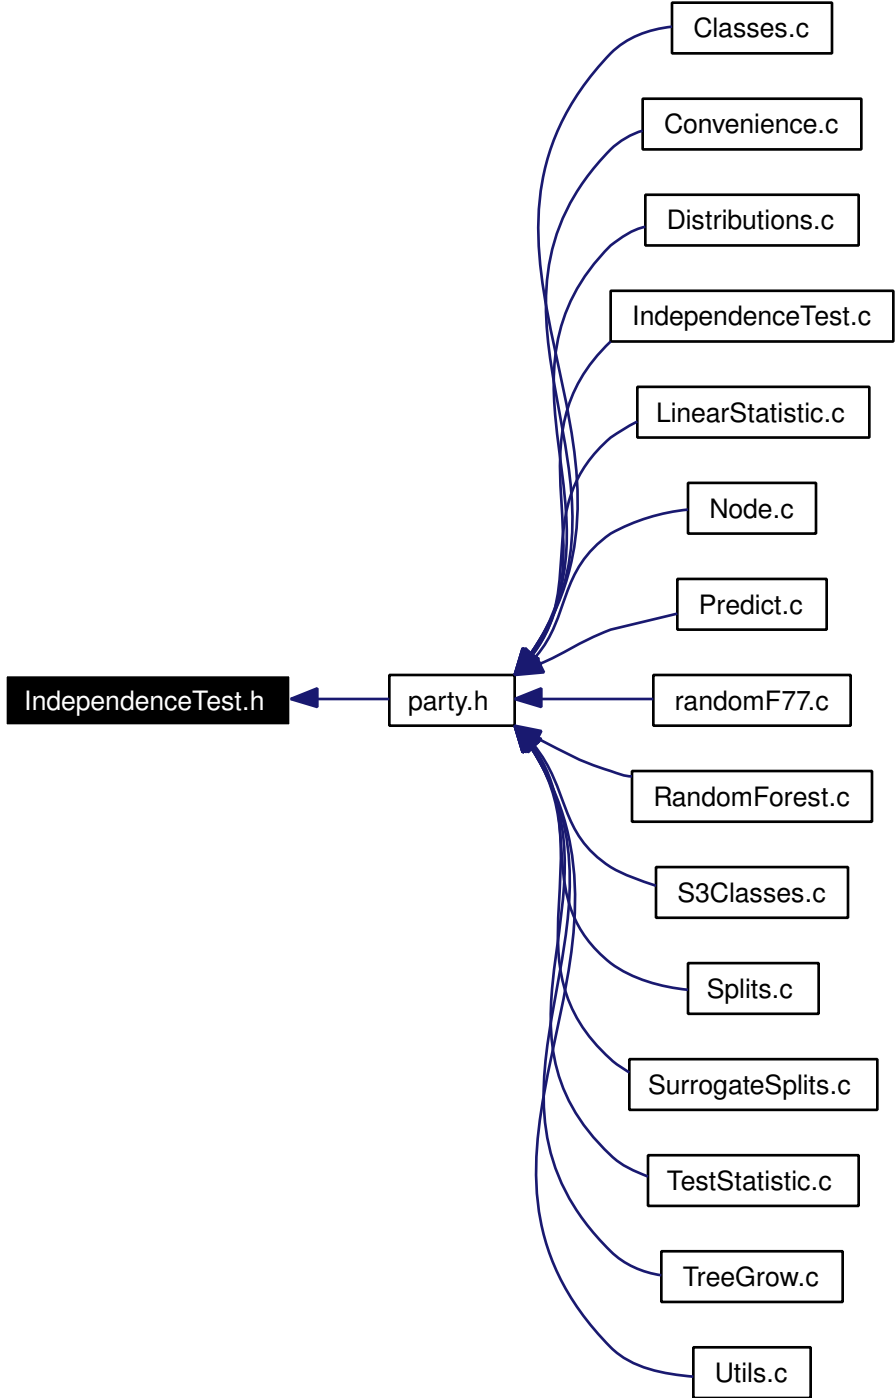 Classes.c
Convenience.c
Distributions.c
IndependenceTest.c
LinearStatistic.c
Node.c
Predict.c
IndependenceTest.h
party.h
randomF77.c
RandomForest.c
S3Classes.c
Splits.c
SurrogateSplits.c
TestStatistic.c
TreeGrow.c
Utils.c